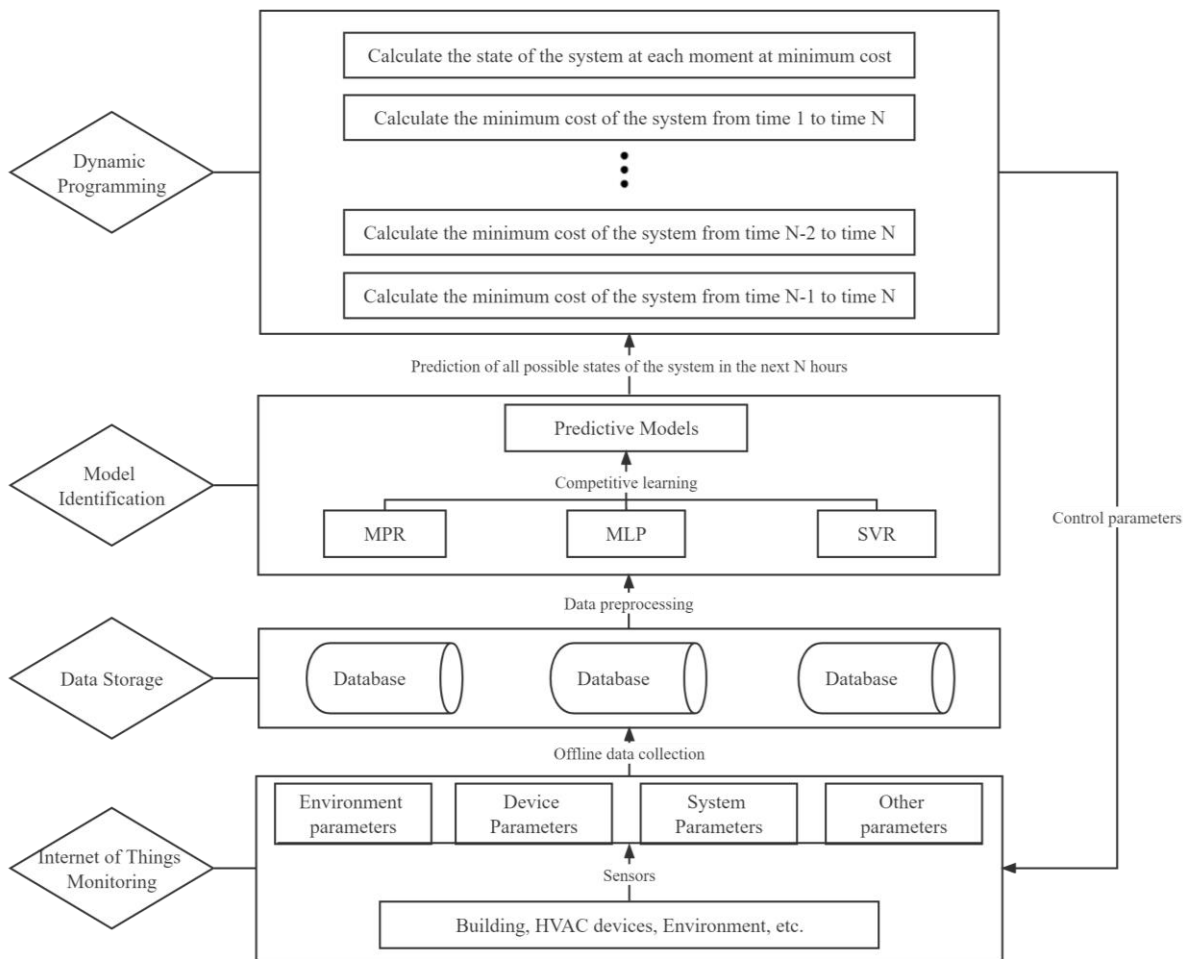 Calculate the state of the system at each moment at minimum cost
Calculate the minimum cost of the system from time 1 to time N
Dynamic
Programming
Calculate the minimum cost of the system from time N-2 to time N
Calculate the minimum cost of the system from time N-1 to time N
Prediction of all possible states of the system in the next N hours
Predictive Models
Model
Identification
Competitive learning
MPR
MLP
SVR
Control parameters
Data preprocessing
Data Storage
Database
Database
Database
Offline data collection
Environment
parameters
Device
Parameters
System
Parameters
Other
parameters
Internet of Things
Monitoring
Sensors
Building, HVAC devices, Environment, etc.